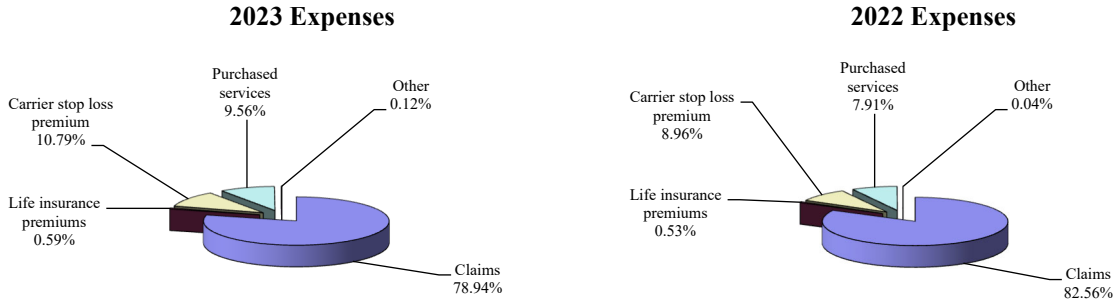 2023 Expenses
Purchased
services
9.56%
Other
0.12%
Carrier stop loss
premium
10.79%
Life insurance
premiums
0.59%
Claims
78.94%
2022 Expenses
Purchased
services
7.91%
Other
0.04%
Carrier stop loss
premium
8.96%
Life insurance
premiums
0.53%
Claims
82.56%